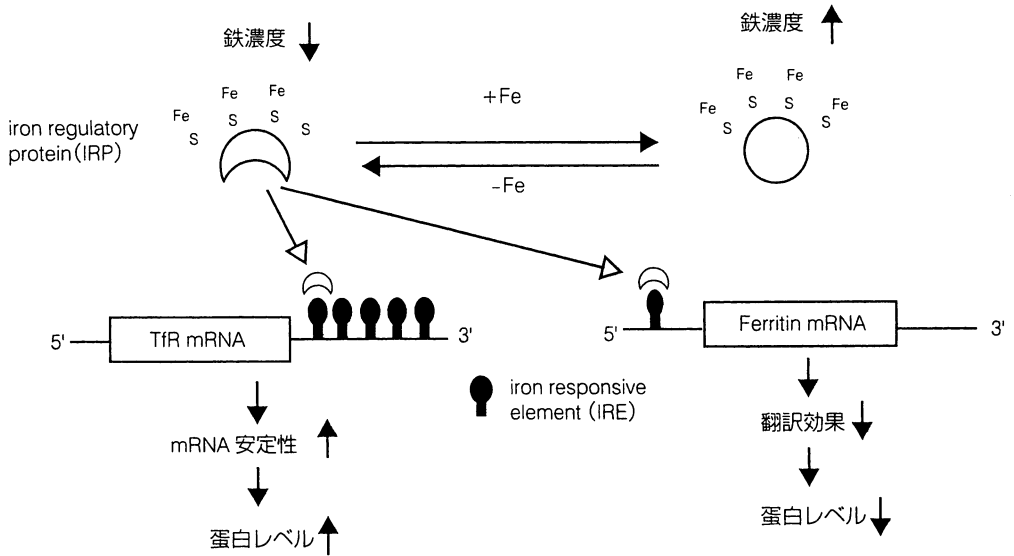 鉄濃度
鉄濃度
Fe
Fe
Fe
S
S
S
S
iron regulatory
protein(IRP)
+Fe
−Fe
Fe
Fe
Fe
Fe
S
S
S
S
5'
TfR mRNA
3'
5'
Ferritin mRNA
3'
iron responsive
element (IRE)
mRNA 安定性
蛋白レベル
翻訳効果
蛋白レベル